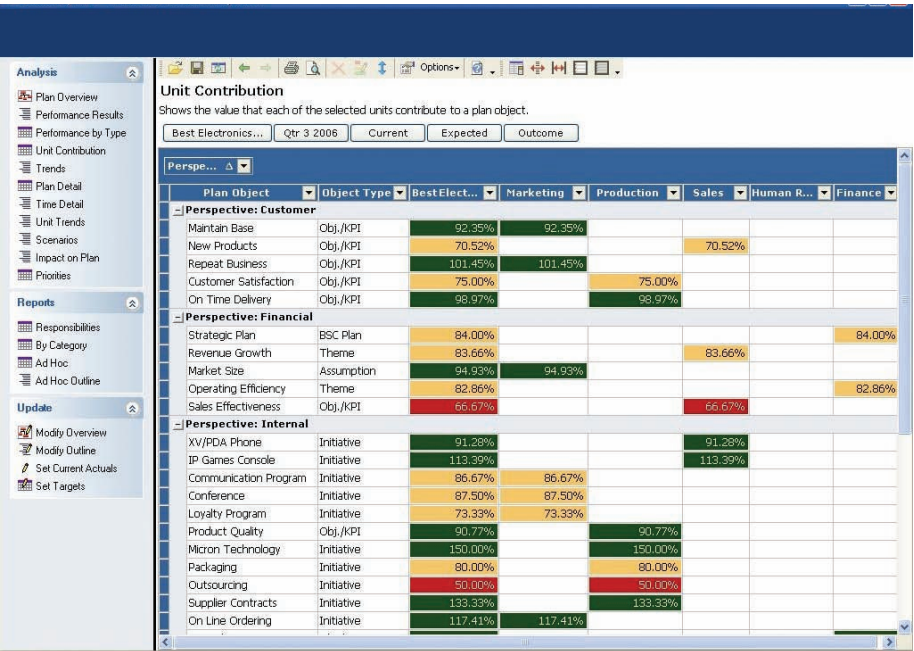 Analysis
Plan Overview
Performance Results
Performance by Type
Unit Contribution
Trends
Plan Detail
Time Detail
Unit Trends
Scenarios
Impact on Plan
Priorities
Reports
Responsibilities
By Category
Ad Hoc
Ad Hoc Outline
Update
Modify Overview
Modify Outline
Set Current Actuals
Set Targets
Options
Unit Contribution
Shows the value that each of the selected units contribute to a plan object.
Best Electronics... Qtr 3 2006 Current Expected Outcome
Perspe...
Plan Object Object Type Best Elect... Marketing Production Sales Human R... Finance
Perspective: Customer
Maintain Base Obj./KPI 92.35% 92.35%
New Products Obj./KPI 70.52% 70.52%
Repeat Business Obj./KPI 101.45% 101.45%
Customer Satisfaction Obj./KPI 75.00% 75.00%
On Time Delivery Obj./KPI 98.97% 98.97%
Perspective: Financial
Strategic Plan BSC Plan 84.00% 84.00%
Revenue Growth Theme 83.66% 83.66%
Market Size Assumption 94.93% 94.93%
Operating Efficiency Theme 82.86% 82.86%
Sales Effectiveness Obj./KPI 66.67% 66.67%
Perspective: Internal
XV/PDA Phone Initiative 91.28% 91.28%
IP Games Console Initiative 113.39% 113.39%
Communication Program Initiative 86.67% 86.67%
Conference Initiative 87.50% 87.50%
Loyalty Program Initiative 73.33% 73.33%
Product Quality Obj./KPI 90.77% 90.77%
Micron Technology Initiative 150.00% 150.00%
Packaging Initiative 80.00% 80.00%
Outsourcing Initiative 50.00% 50.00%
Supplier Contracts Initiative 133.33% 133.33%
On Line Ordering Initiative 117.41% 117.41%